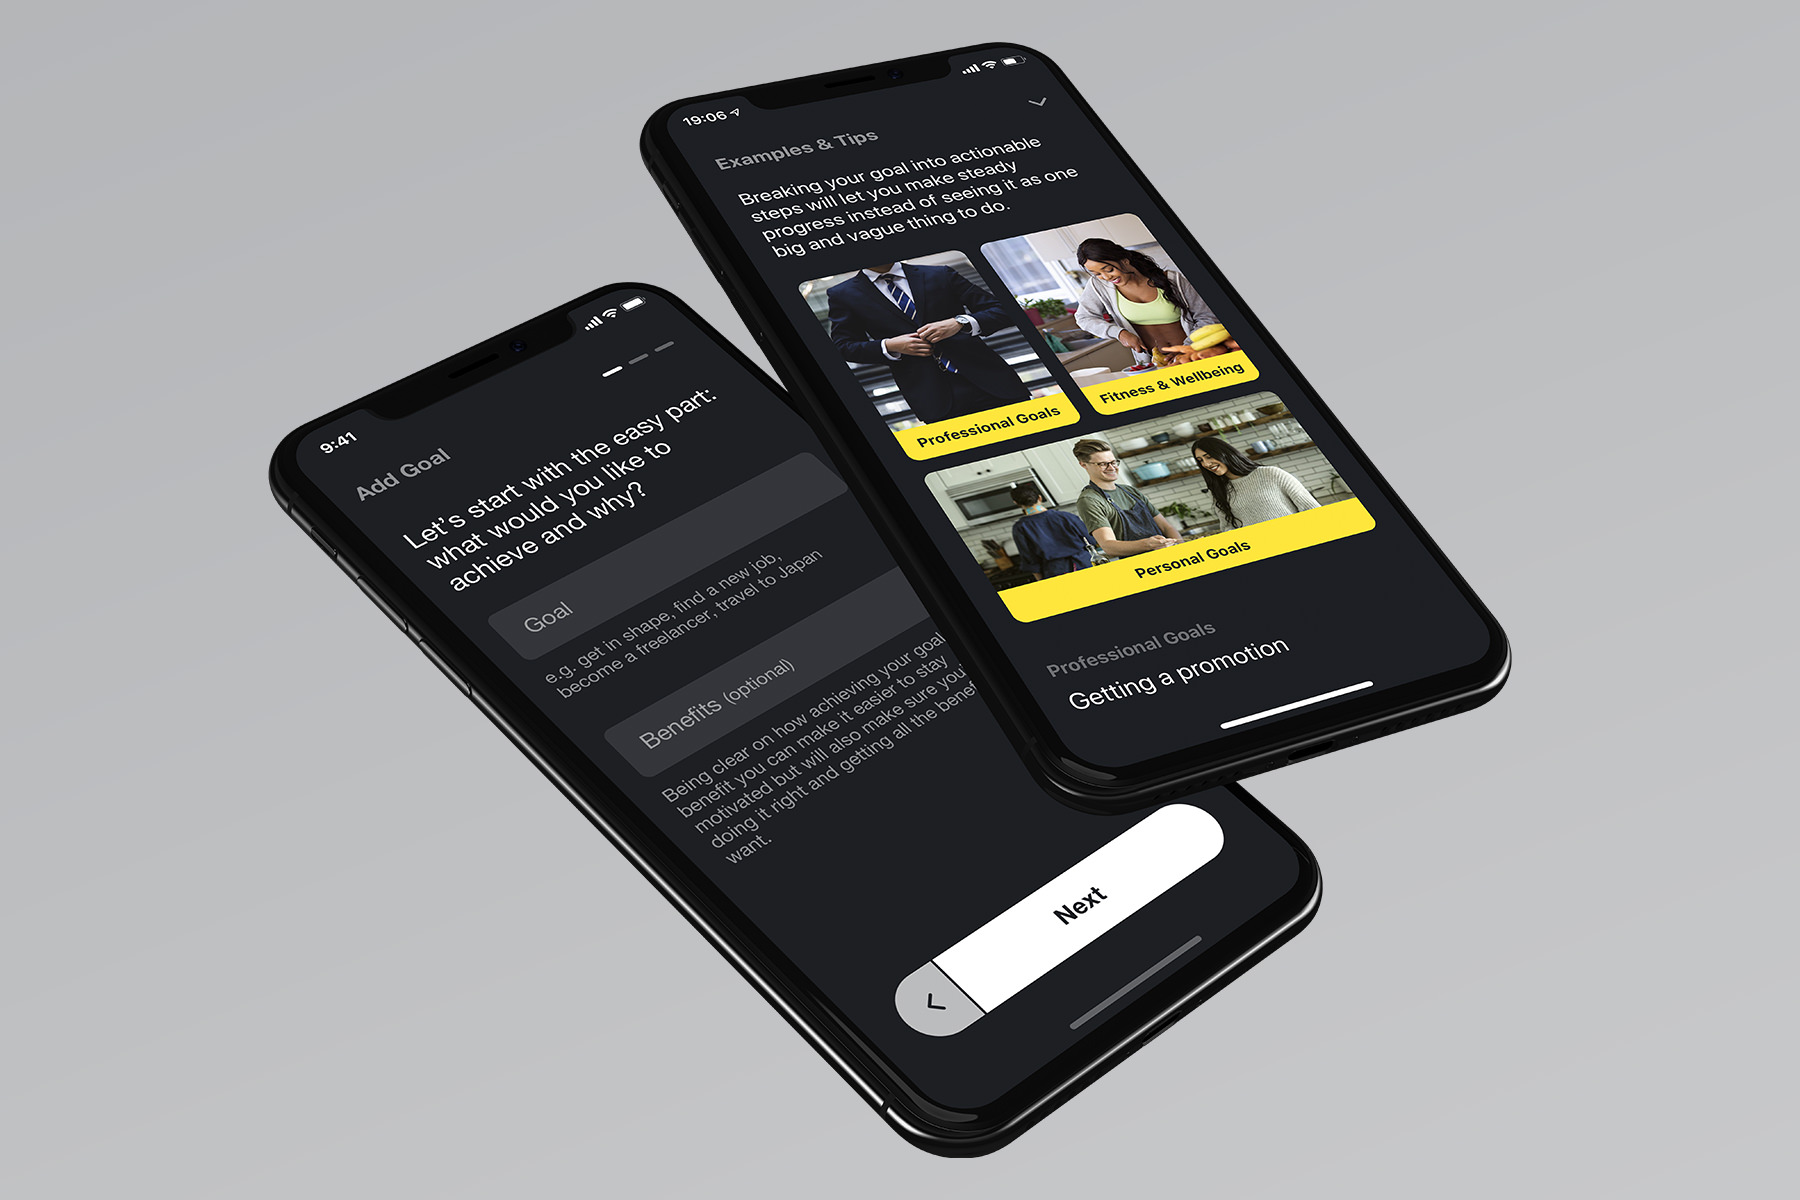 9:41
Add Goal
Let's start with the easy part:
what would you like to
achieve and why?
Goal
e.g. get in shape, find a new job,
become a freelancer, travel to Japan
Benefits (optional)
Being clear on how achieving your goal
benefit you can make it easier to stay
motivated but will also make sure you'
doing it right and getting all the
want.
Next
19:06
Examples & Tips
Breaking your goal into actionable
steps will let you make steady
progress instead of seeing it as one
big and vague thing to do.
Professional Goals
Fitness & Wellbeing
Personal Goals
Professional Goals
Getting a promotion